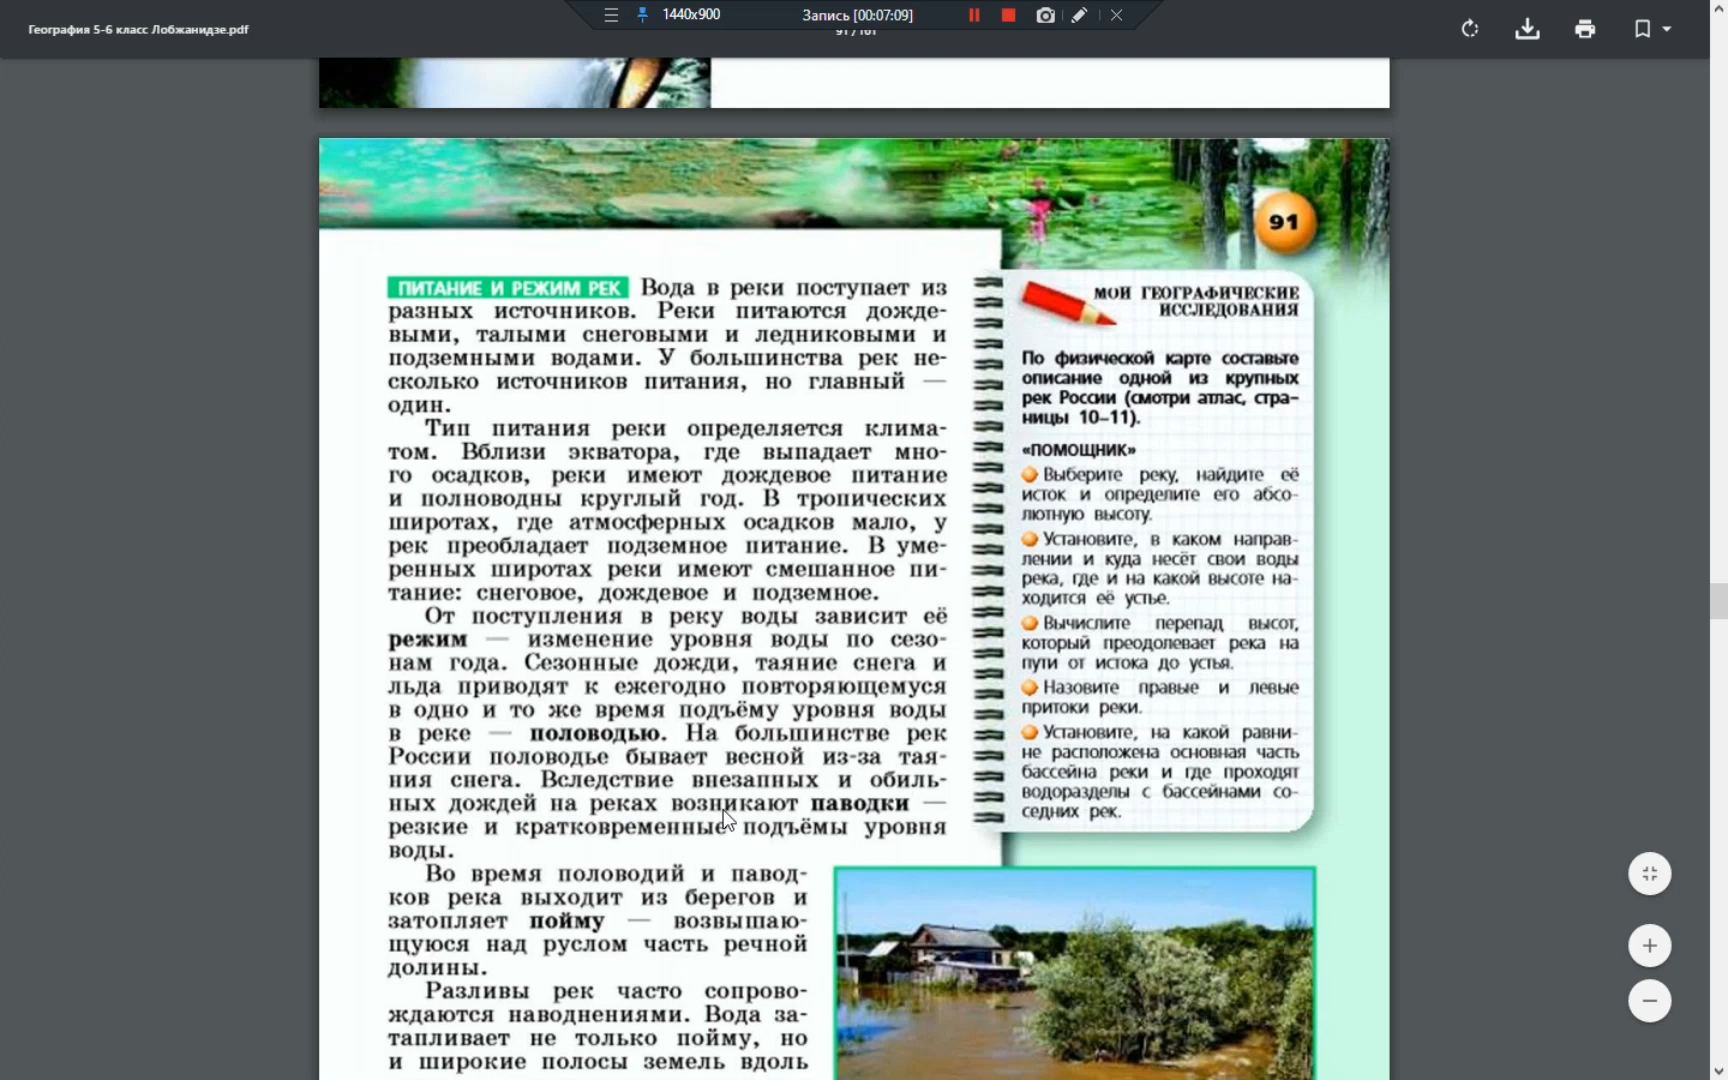 1440x900
Запись [00:07:09]
География 5-6 класс Лобжанидзе.pdf
91 / 161
91
ПИТАНИЕ И РЕЖИМ РЕК Вода в реки поступает из
разных источников. Реки питаются дожде-
выми, талыми снеговыми и ледниковыми и
подземными водами. У большинства рек не-
сколько источников питания, но главный —
один.
Тип питания реки определяется клима-
том. Вблизи экватора, где выпадает мно-
го осадков, реки имеют дождевое питание
и полноводны круглый год. В тропических
широтах, где атмосферных осадков мало, у
рек преобладает подземное питание. В уме-
ренных широтах реки имеют смешанное пи-
тание: снеговое, дождевое и подземное.
От поступления в реку воды зависит её
режим — изменение уровня воды по сезо-
нам года. Сезонные дожди, таяние снега и
льда приводят к ежегодно повторяющемуся
в одно и то же время подъёму уровня воды
в реке — половодью. На большинстве рек
России половодье бывает весной из-за тая-
ния снега. Вследствие внезапных и обиль-
ных дождей на реках возникают паводки —
резкие и кратковременные подъёмы уровня
воды.
Во время половодий и павод-
ков река выходит из берегов и
затопляет пойму — возвышаю-
щуюся над руслом часть речной
долины.
Разливы рек часто сопрово-
ждаются наводнениями. Вода за-
тапливает не только пойму, но
и широкие полосы земель вдоль
МОИ ГЕОГРАФИЧЕСКИЕ
ИССЛЕДОВАНИЯ
По физической карте составьте
описание одной из крупных
рек России (смотри атлас, стра-
ницы 10–11).
«ПОМОЩНИК»
Выберите реку, найдите её
исток и определите его абсо-
лютную высоту.
Установите, в каком направ-
лении и куда несёт свои воды
река, где и на какой высоте на-
ходится её устье.
Вычислите перепад высот,
который преодолевает река на
пути от истока до устья.
Назовите правые и левые
притоки реки.
Установите, на какой равни-
не расположена основная часть
бассейна реки и где проходят
водоразделы с бассейнами со-
седних рек.